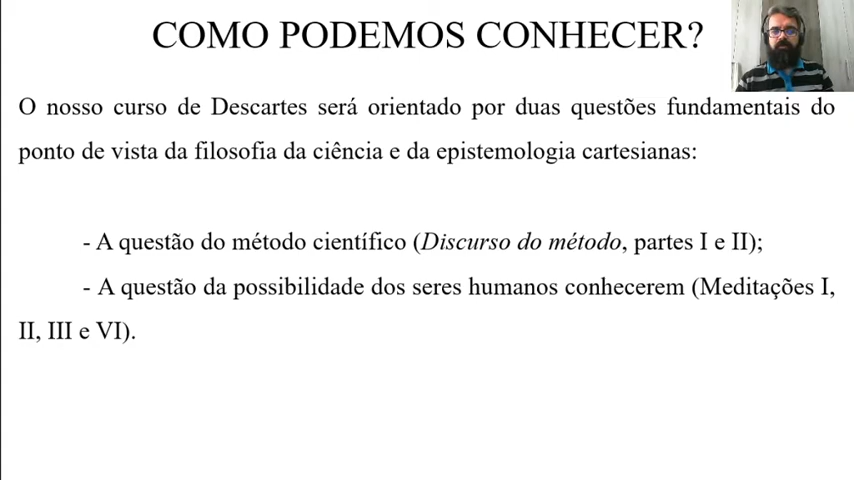 COMO PODEMOS CONHECER?
O nosso curso de Descartes será orientado por duas questões fundamentais do
ponto de vista da filosofia da ciência e da epistemologia cartesianas:
- A questão do método científico (Discurso do método, partes I e II);
- A questão da possibilidade dos seres humanos conhecerem (Meditações I,
II, III e VI).